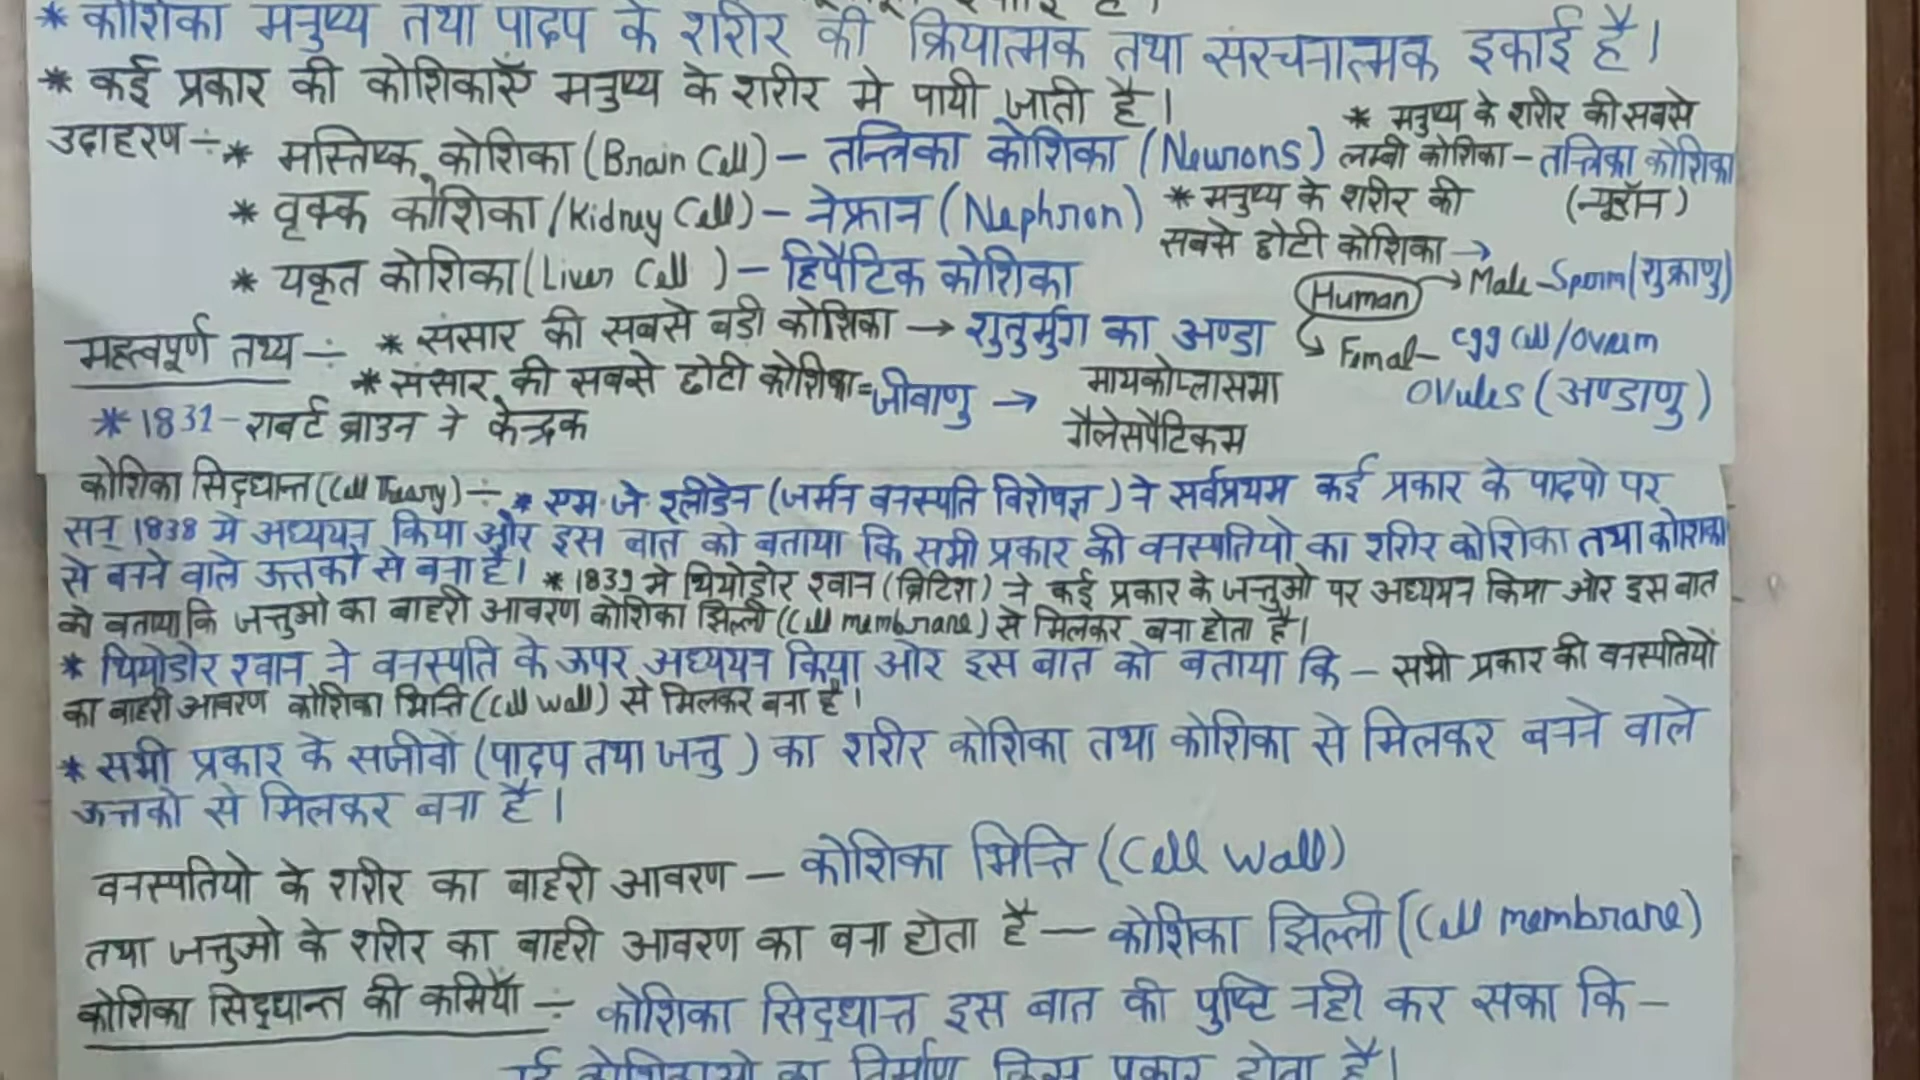 * कोशिका मनुष्य तथा पादप के शरीर की क्रियात्मक तथा संरचनात्मक इकाई है।
* कई प्रकार की कोशिकाएँ मनुष्य के शरीर मे पायी जाती है।
उदाहरण÷ * मस्तिष्क कोशिका (Brain Cell) – तन्त्रिका कोशिका (Neurons)
* वृक्क कोशिका (Kidney Cell) – नेफ्रान (Nephron)
* यकृत कोशिका (Liver Cell ) – हिपैटिक कोशिका
* मनुष्य के शरीर की सबसे
लम्बी कोशिका – तन्त्रिका कोशिका
(न्यूरॉन)
* मनुष्य के शरीर की
सबसे छोटी कोशिका →
Human → Male - Sperm (शुक्राणु)
↳ Femal – egg cell/ovum
ovules (अण्डाणु)
महत्वपूर्ण तथ्य ÷ * संसार की सबसे बड़ी कोशिका → शुतुर्मुग का अण्डा
* संसार की सबसे छोटी कोशिका = जीवाणु → मायकोप्लासमा
गैलेसपैटिकम
* 1831 – राबर्ट ब्राउन ने केन्द्रक
कोशिका सिद्धान्त (Cell Theary) ÷ * एम. जे. श्लीडेन (जर्मन वनस्पति विशेषज्ञ) ने सर्वप्रथम कई प्रकार के पादपो पर
सन् 1838 मे अध्ययन किया और इस बात को बताया कि सभी प्रकार की वनस्पतियो का शरीर कोशिका तथा कोशिका
से बनने वाले ऊत्तको से बना है। * 1839 मे थियोडोर श्वान (ब्रिटिश) ने कई प्रकार के जन्तुओ पर अध्ययन किया और इस बात
को बताया कि जन्तुओ का बाहरी आवरण कोशिका झिल्ली (Cell membrane) से मिलकर बना होता है।
* थियोडोर श्वान ने वनस्पति के ऊपर अध्ययन किया और इस बात को बताया कि – सभी प्रकार की वनस्पतियो
का बाहरी आवरण कोशिका भित्ति (Cell wall) से मिलकर बना है।
* सभी प्रकार के सजीवो (पादप तथा जन्तु ) का शरीर कोशिका तथा कोशिका से मिलकर बनने वाले
ऊत्तको से मिलकर बना है।
वनस्पतियो के शरीर का बाहरी आवरण – कोशिका भित्ति (Cell wall)
तथा जन्तुओ के शरीर का बाहरी आवरण का बना होता है – कोशिका झिल्ली (Cell membrane)
कोशिका सिद्धान्त की कमियाँ ÷ कोशिका सिद्धान्त इस बात की पुष्टि नही कर सका कि –
कोशिकाओ का निर्माण किस प्रकार होता है।